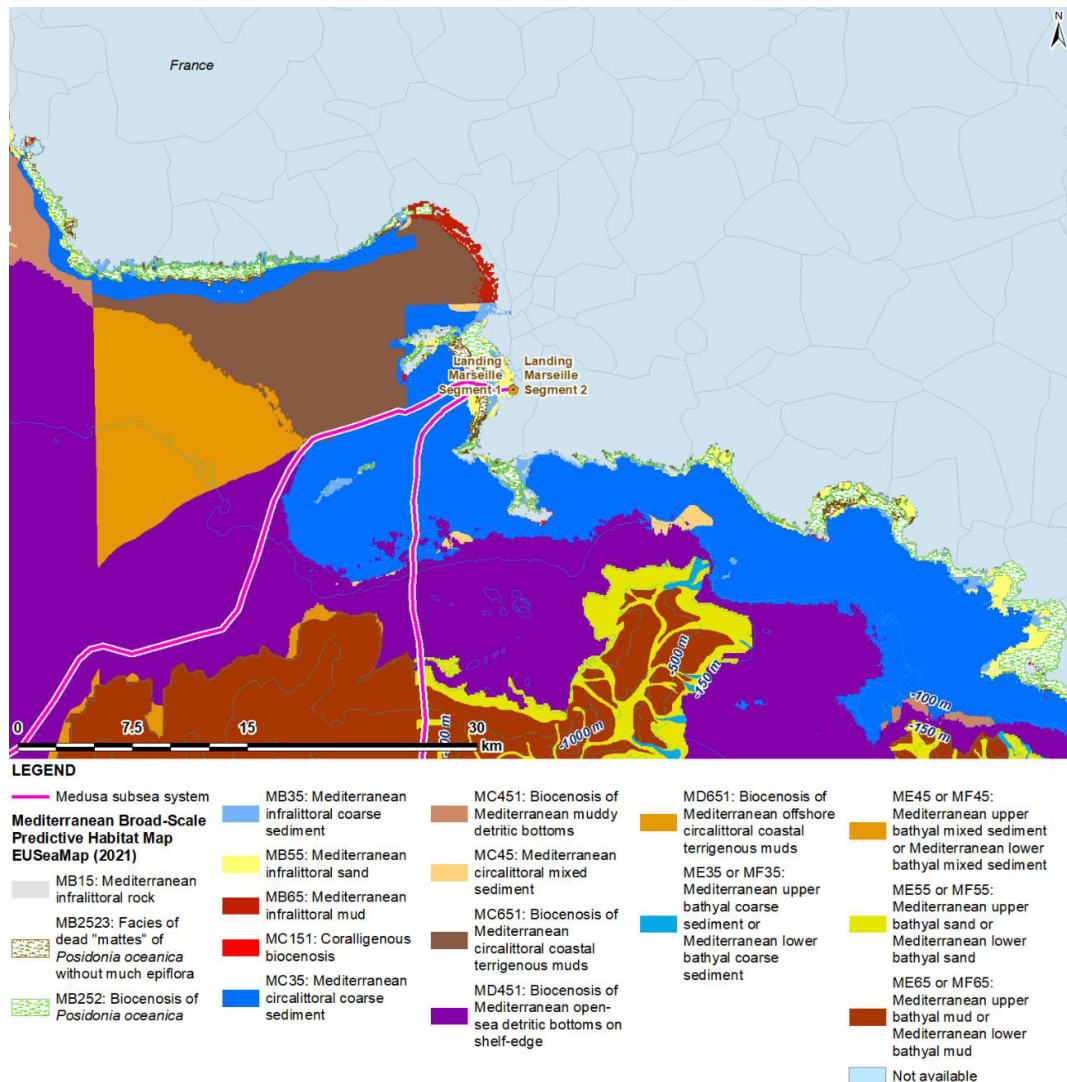 N
France
Landing
Marseille
Segment 1
Landing
Marseille
Segment 2
-500 m
-150 m
-1000 m
-100 m
-150 m
0 7.5 15 30
km
LEGEND
Medusa subsea system
Mediterranean Broad-Scale
Predictive Habitat Map
EUSeaMap (2021)
MB15: Mediterranean
infralittoral rock
MB2523: Facies of
dead "mattes" of
Posidonia oceanica
without much epiflora
MB252: Biocenosis of
Posidonia oceanica
MB35: Mediterranean
infralittoral coarse
sediment
MB55: Mediterranean
infralittoral sand
MB65: Mediterranean
infralittoral mud
MC151: Coralligenous
biocenosis
MC35: Mediterranean
circalittoral coarse
sediment
MC451: Biocenosis of
Mediterranean muddy
detritic bottoms
MC45: Mediterranean
circalittoral mixed
sediment
MC651: Biocenosis of
Mediterranean
circalittoral coastal
terrigenous muds
MD451: Biocenosis of
Mediterranean open-
sea detritic bottoms on
shelf-edge
MD651: Biocenosis of
Mediterranean offshore
circalittoral coastal
terrigenous muds
ME35 or MF35:
Mediterranean upper
bathyal coarse
sediment or
Mediterranean lower
bathyal coarse
sediment
ME45 or MF45:
Mediterranean upper
bathyal mixed sediment
or Mediterranean lower
bathyal mixed sediment
ME55 or MF55:
Mediterranean upper
bathyal sand or
Mediterranean lower
bathyal sand
ME65 or MF65:
Mediterranean upper
bathyal mud or
Mediterranean lower
bathyal mud
Not available